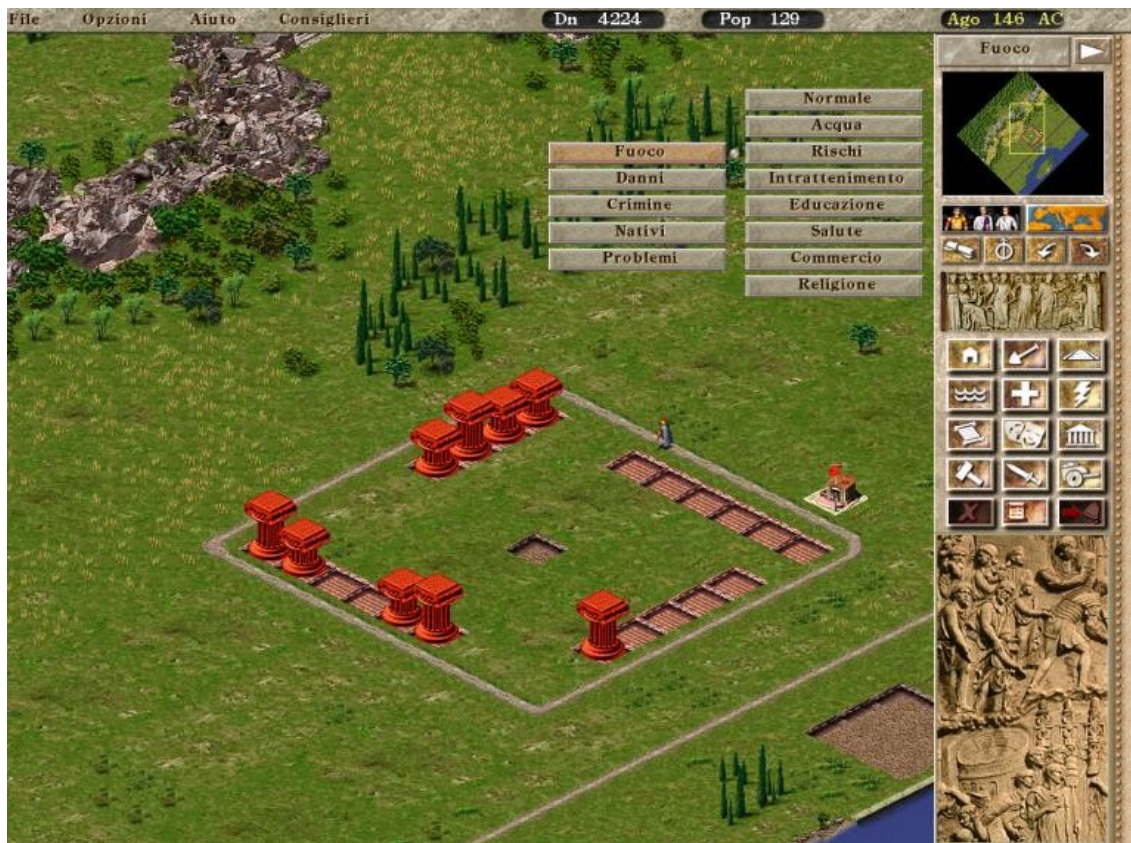 File Opzioni Aiuto Consiglieri Dn 4224 Pop 129 Ago 146 AC
Fuoco
Normale
Acqua
Fuoco Rischi
Danni Intrattenimento
Crimine Educazione
Nativi Salute
Problemi Commercio
Religione